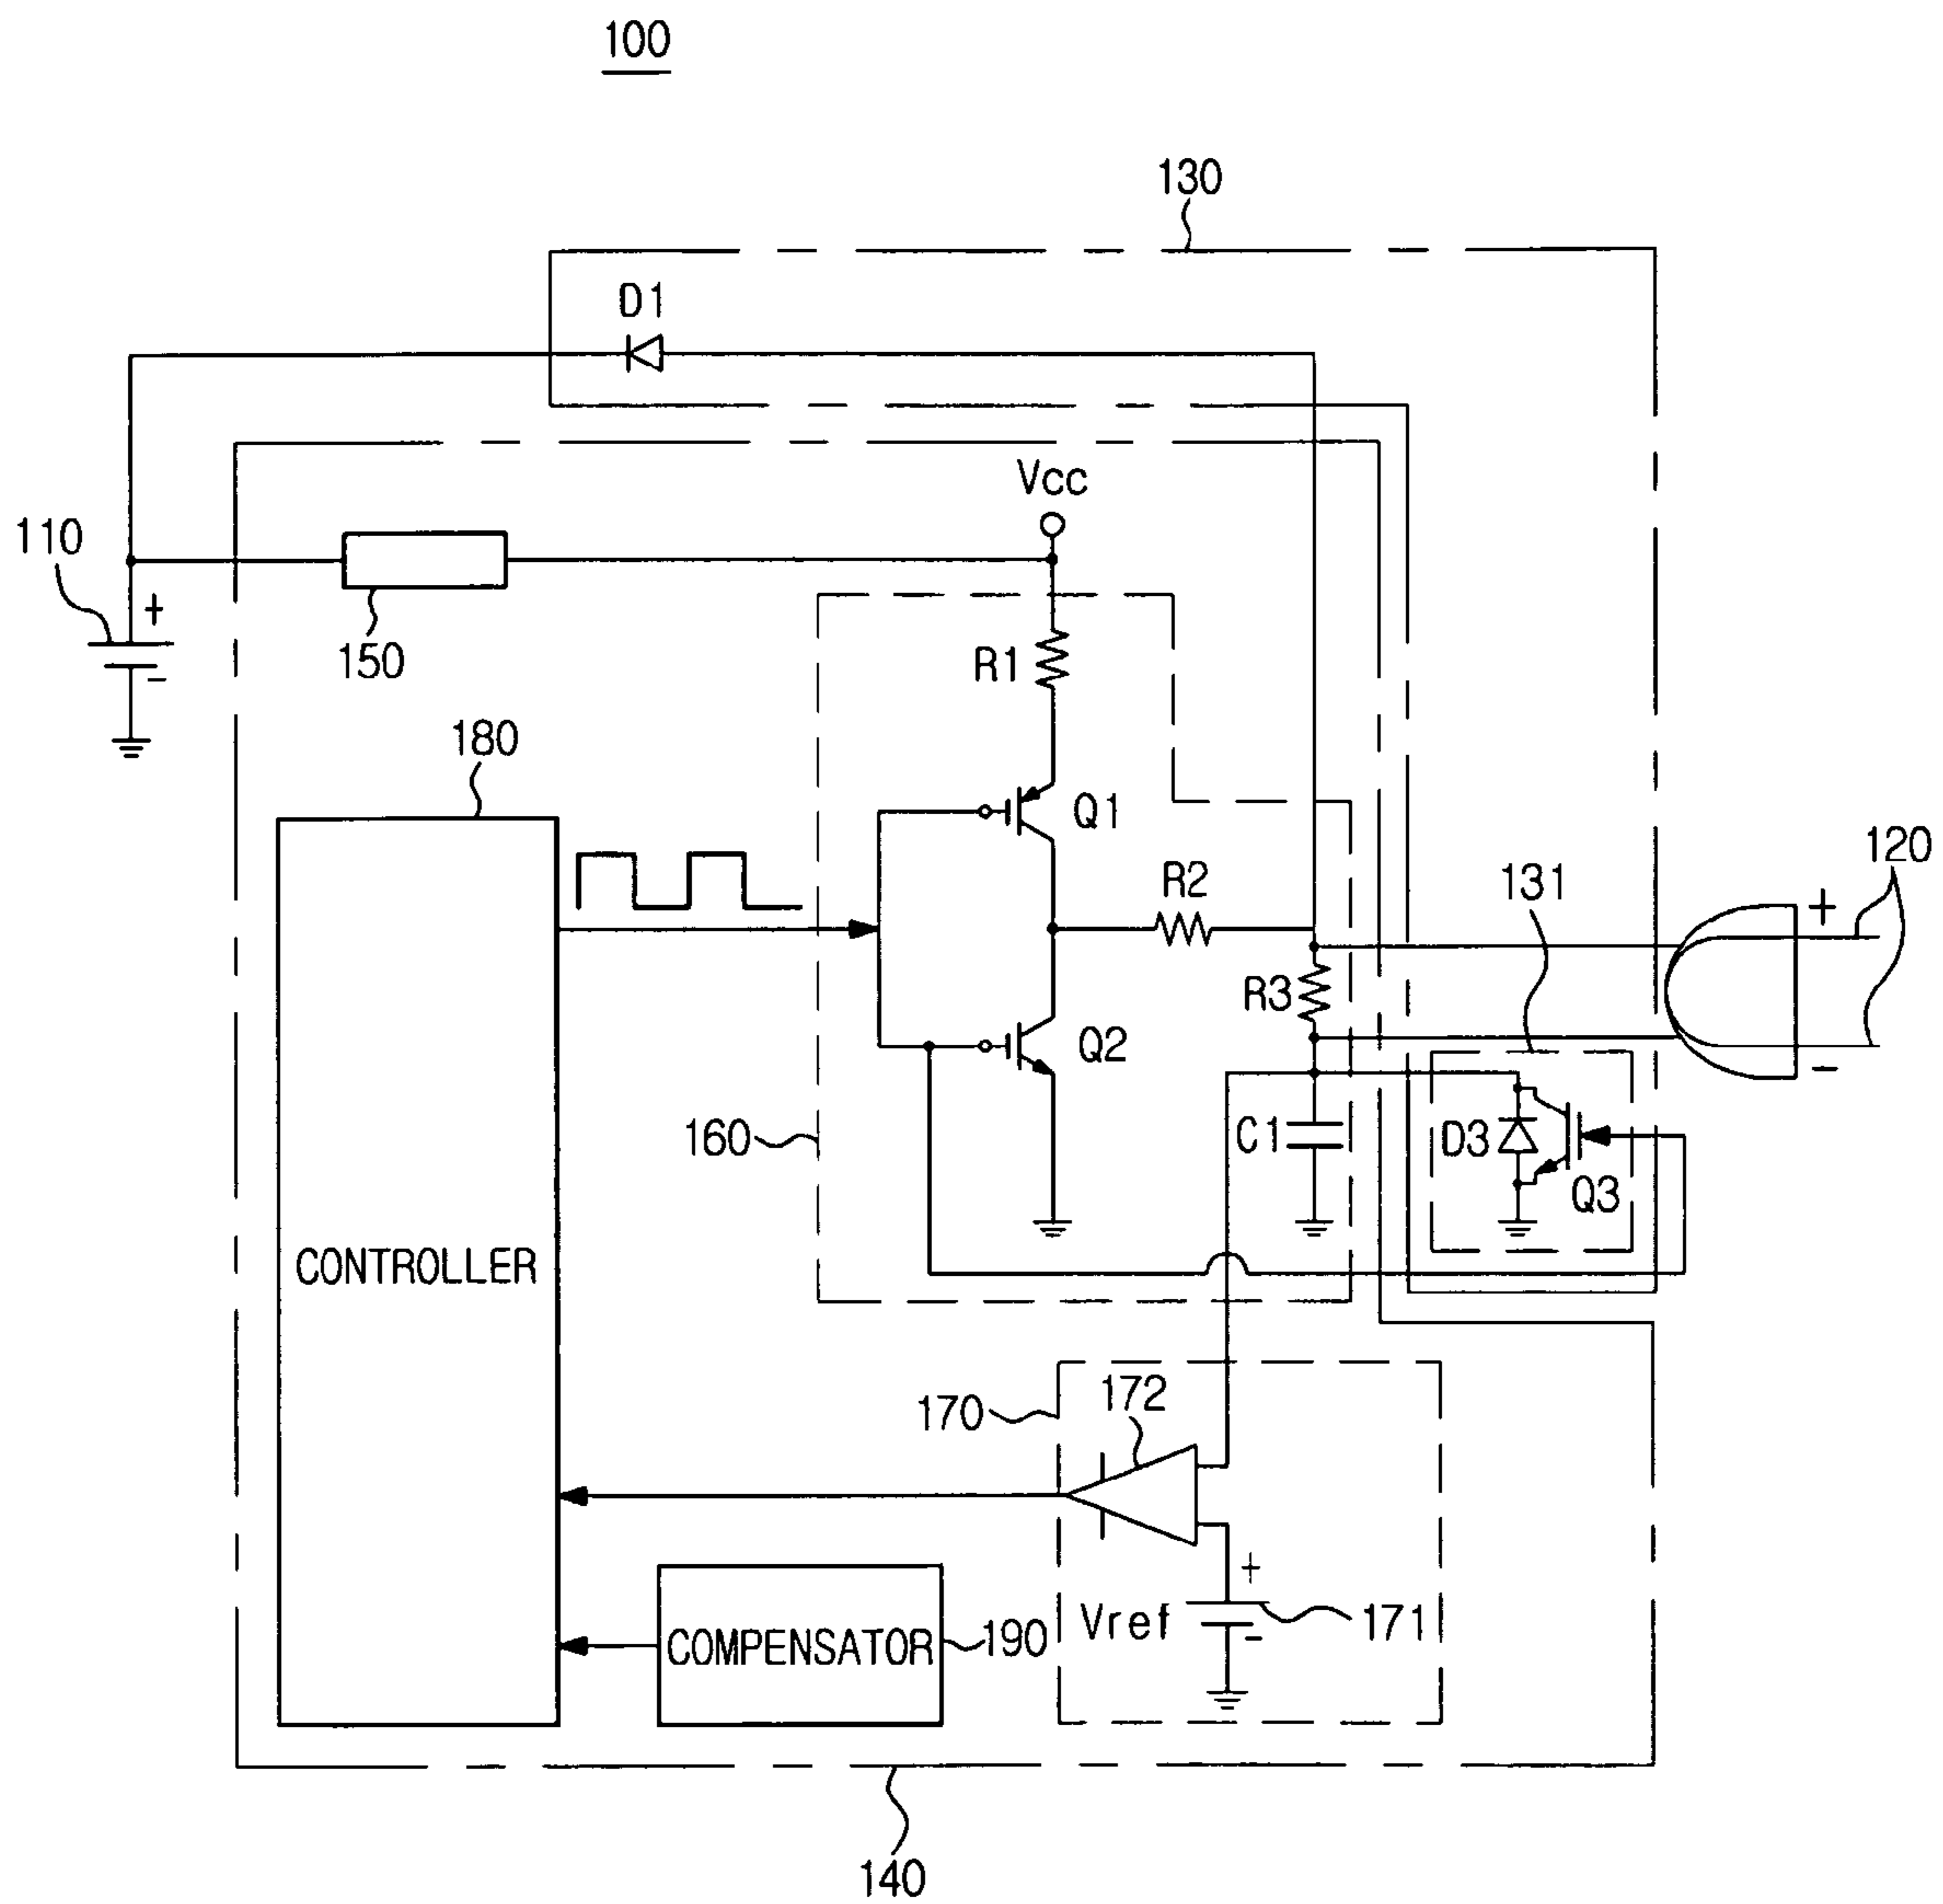 100
130
D1
Vcc
110
+
-
150
R1
180
Q1
R2
131
120
+
R3
Q2
-
160
C1
D3
Q3
CONTROLLER
172
170
+
Vref
171
-
COMPENSATOR
190
140